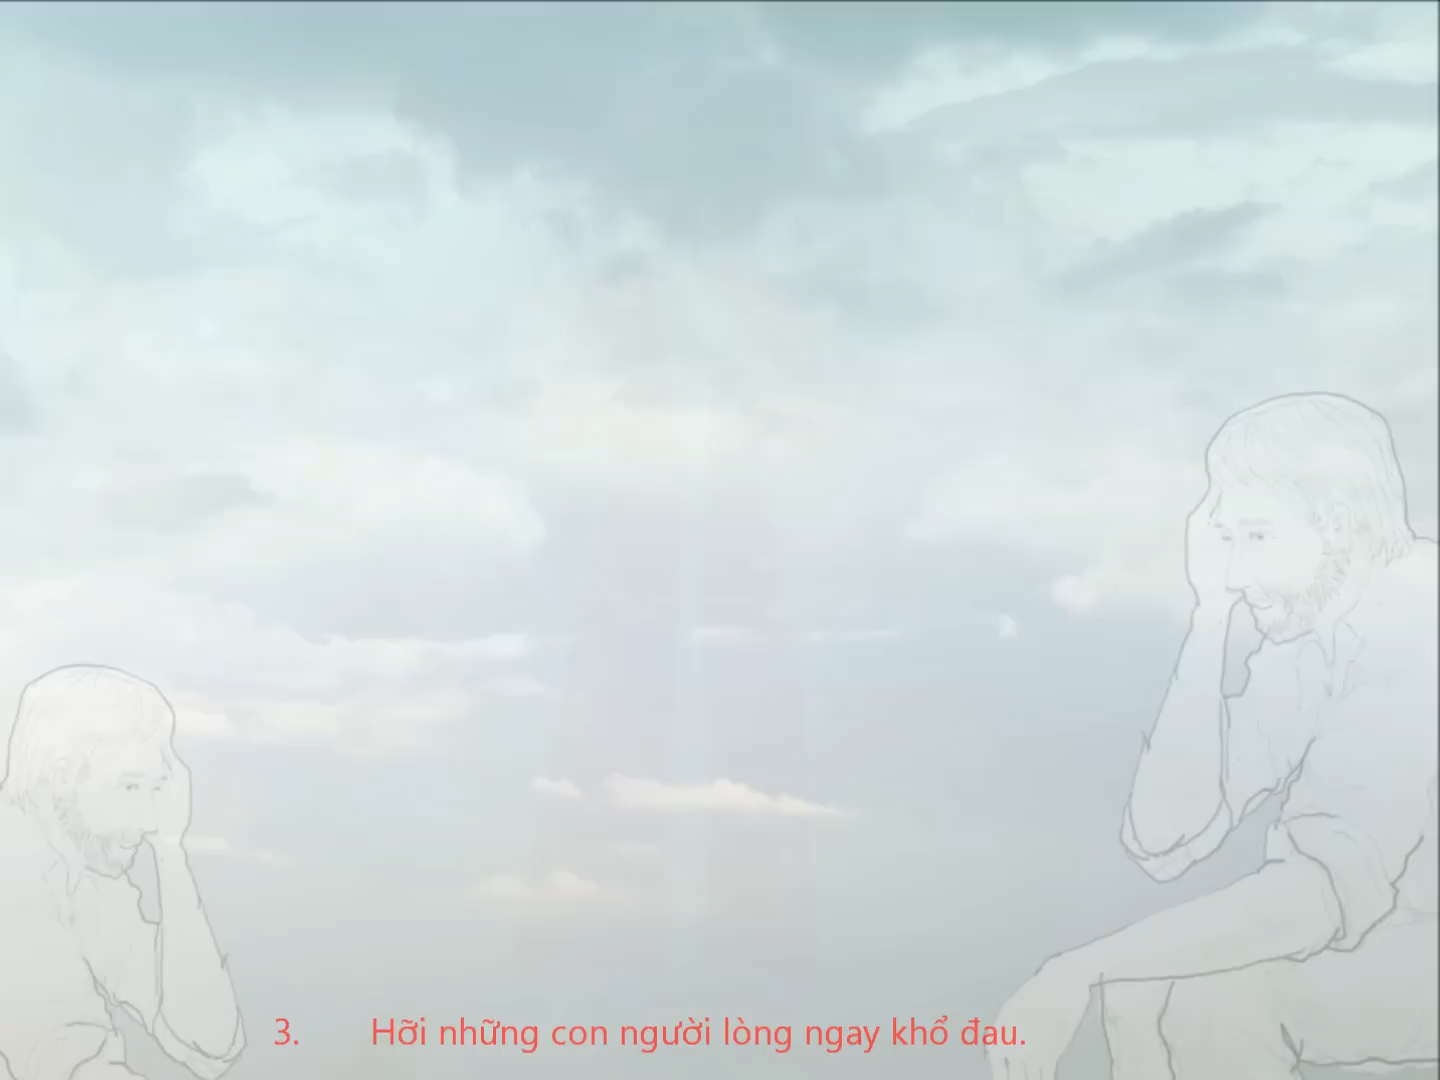 3. Hỡi những con người lòng ngay khổ đau.